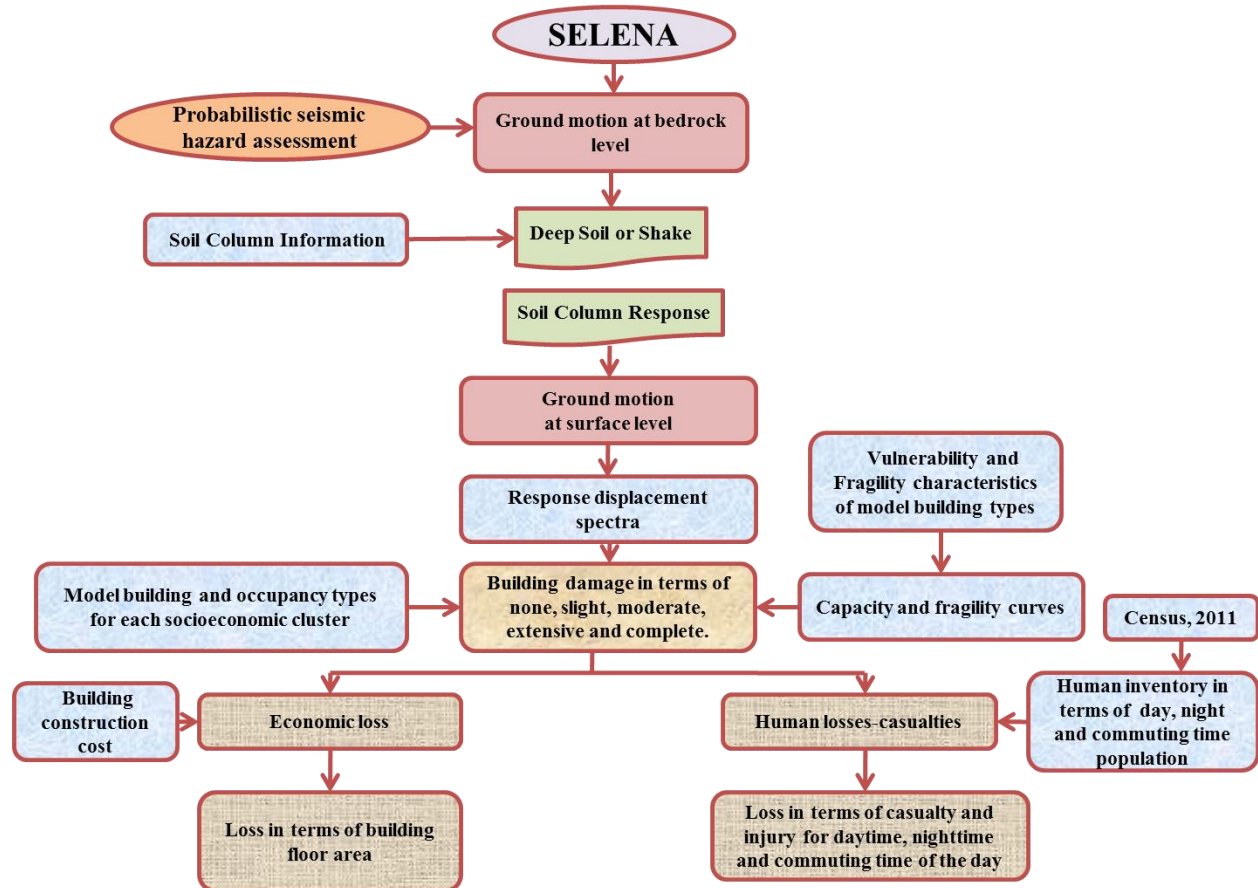 SELENA
Probabilistic seismic
hazard assessment
Ground motion at bedrock
level
Soil Column Information
Deep Soil or Shake
Soil Column Response
Ground motion
at surface level
Vulnerability and
Fragility characteristics
of model building types
Response displacement
spectra
Model building and occupancy types
for each socioeconomic cluster
Building damage in terms of
none, slight, moderate,
extensive and complete.
Capacity and fragility curves
Census, 2011
Building
construction
cost
Economic loss
Human losses-casualties
Human inventory in
terms of day, night
and commuting time
population
Loss in terms of building
floor area
Loss in terms of casualty and
injury for daytime, nighttime
and commuting time of the day